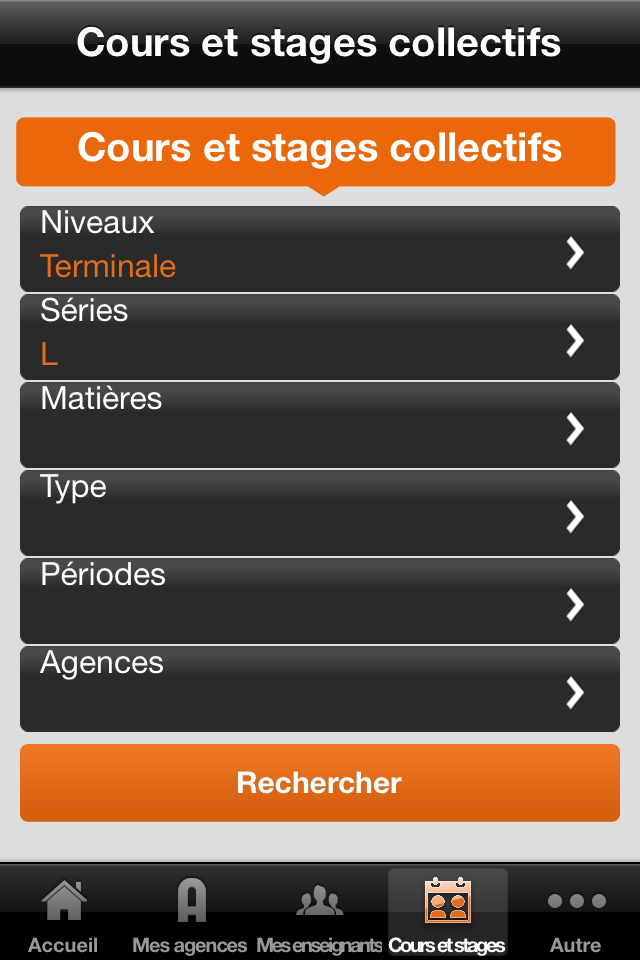 Cours et stages collectifs
Cours et stages collectifs
Niveaux
Terminale
Séries
L
Matières
Type
Périodes
Agences
Rechercher
Accueil
Mes agences
Mes enseignants
Cours et stages
Autre